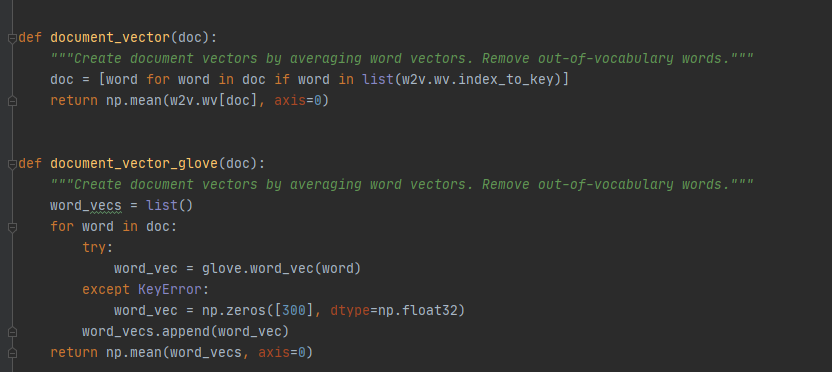 def document_vector(doc):
    """Create document vectors by averaging word vectors. Remove out-of-vocabulary words."""
    doc = [word for word in doc if word in list(w2v.wv.index_to_key)]
    return np.mean(w2v.wv[doc], axis=0)
def document_vector_glove(doc):
    """Create document vectors by averaging word vectors. Remove out-of-vocabulary words."""
    word_vecs = list()
    for word in doc:
        try:
            word_vec = glove.word_vec(word)
        except KeyError:
            word_vec = np.zeros([300], dtype=np.float32)
        word_vecs.append(word_vec)
    return np.mean(word_vecs, axis=0)